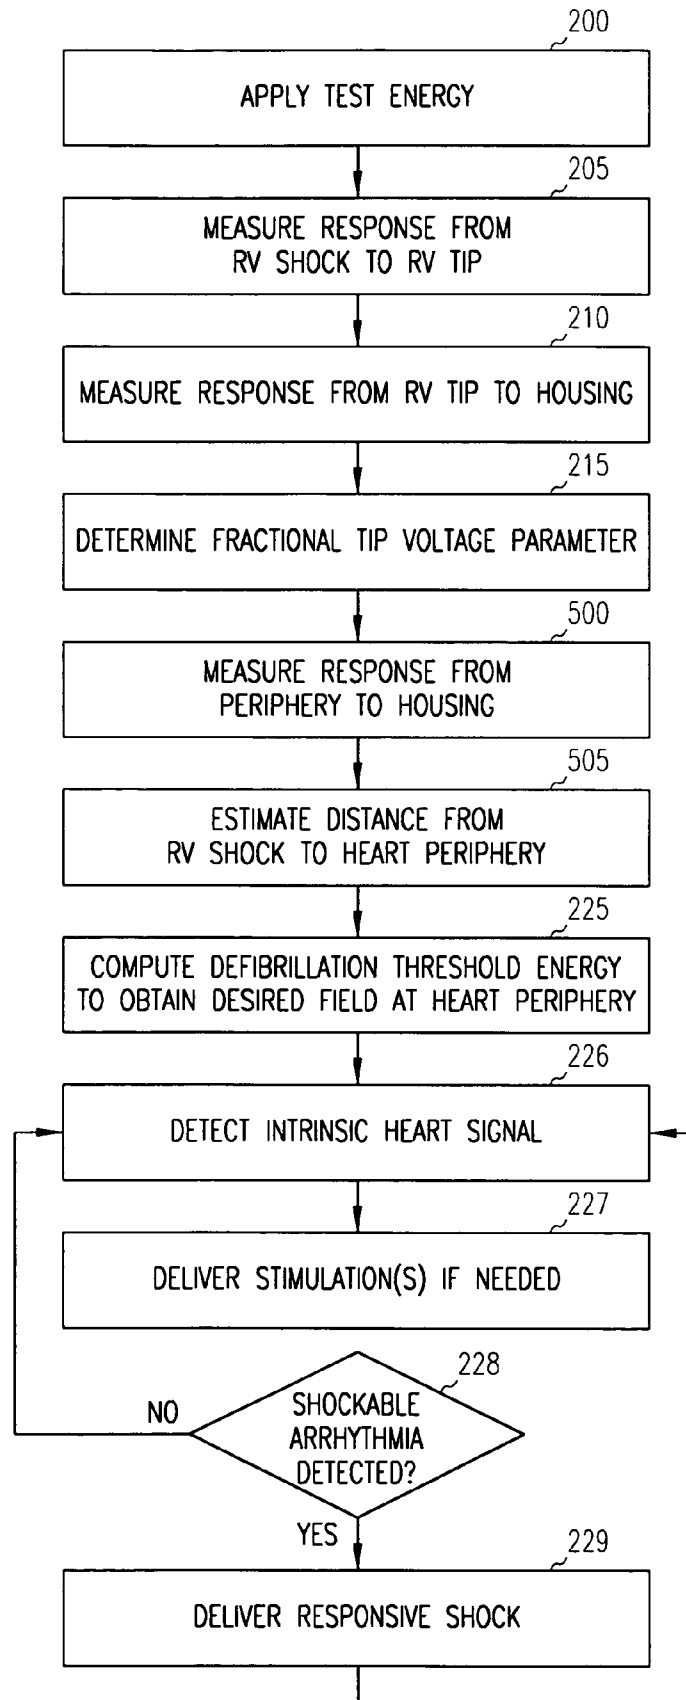 200
APPLY TEST ENERGY
205
MEASURE RESPONSE FROM
RV SHOCK TO RV TIP
210
MEASURE RESPONSE FROM RV TIP TO HOUSING
215
DETERMINE FRACTIONAL TIP VOLTAGE PARAMETER
500
MEASURE RESPONSE FROM
PERIPHERY TO HOUSING
505
ESTIMATE DISTANCE FROM
RV SHOCK TO HEART PERIPHERY
225
COMPUTE DEFIBRILLATION THRESHOLD ENERGY
TO OBTAIN DESIRED FIELD AT HEART PERIPHERY
226
DETECT INTRINSIC HEART SIGNAL
227
DELIVER STIMULATION(S) IF NEEDED
228
NO
SHOCKABLE
ARRHYTHMIA
DETECTED?
YES
229
DELIVER RESPONSIVE SHOCK